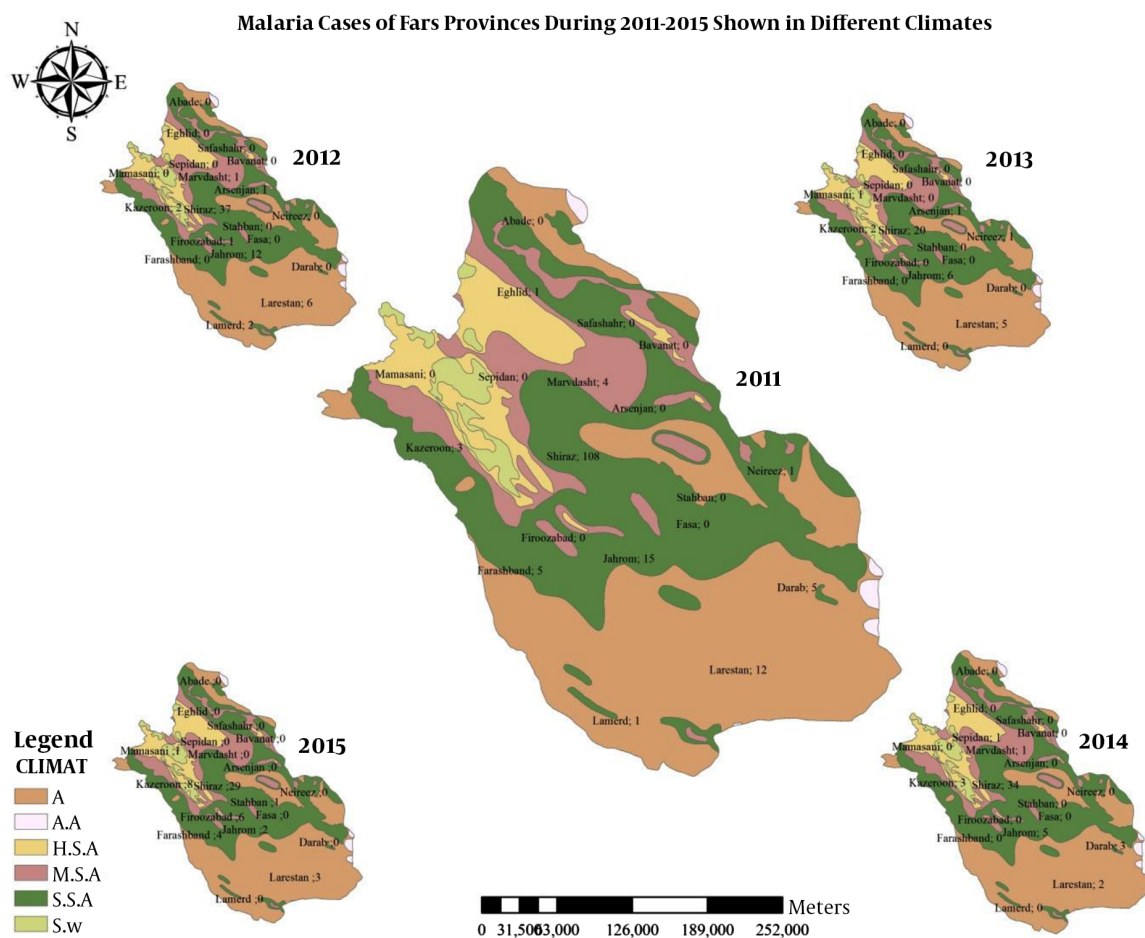 Malaria Cases of Fars Provinces During 2011-2015 Shown in Different Climates
N
W E
S
2012
Abade; 0
Eghlid; 0
Safashahr; 0
Bavanat; 0
Sepidan; 0
Mamasani; 0
Marvdasht; 1
Arsenjan; 1
Kazeroon; 2
Shiraz; 37
Neireez; 0
Stahban; 0
Firoozabad; 1
Fasa; 0
Jahrom; 12
Farashband; 0
Darab; 0
Larestan; 6
Lamerd; 2
2013
Abade; 0
Eghlid; 0
Safashahr; 0
Bavanat; 0
Sepidan; 0
Mamasani; 1
Marvdasht; 0
Arsenjan; 1
Kazeroon; 2
Shiraz; 20
Neireez; 1
Stahban; 0
Firoozabad; 0
Fasa; 0
Jahrom; 6
Farashband; 0
Darab; 0
Larestan; 5
Lamerd; 0
2011
Abade; 0
Eghlid; 1
Safashahr; 0
Bavanat; 0
Mamasani; 0
Sepidan; 0
Marvdasht; 4
Arsenjan; 0
Kazeroon; 3
Shiraz; 108
Neireez; 1
Stahban; 0
Fasa; 0
Firoozabad; 0
Jahrom; 15
Farashband; 5
Darab; 5
Larestan; 12
Lamerd; 1
2015
Abade ;0
Eghlid ;0
Safashahr ;0
Bavanat ;0
Sepidan ;0
Mamasani ;1
Marvdasht ;0
Arsenjan ;0
Kazeroon ;8
Shiraz ;29
Neireez ;0
Stahban ;1
Firoozabad ;6
Fasa ;0
Jahrom ;2
Farashband ;4
Darab ;0
Larestan ;3
Lamerd ;0
2014
Abade; 0
Eghlid; 0
Safashahr; 0
Bavanat; 0
Sepidan; 1
Mamasani; 0
Marvdasht; 1
Arsenjan; 0
Kazeroon; 3
Shiraz; 34
Neireez; 0
Stahban; 0
Firoozabad; 0
Fasa; 0
Jahrom; 5
Farashband; 0
Darab; 3
Larestan; 2
Lamerd; 0
Legend
CLIMAT
A
A.A
H.S.A
M.S.A
S.S.A
S.w
Meters
0 31,500 63,000 126,000 189,000 252,000